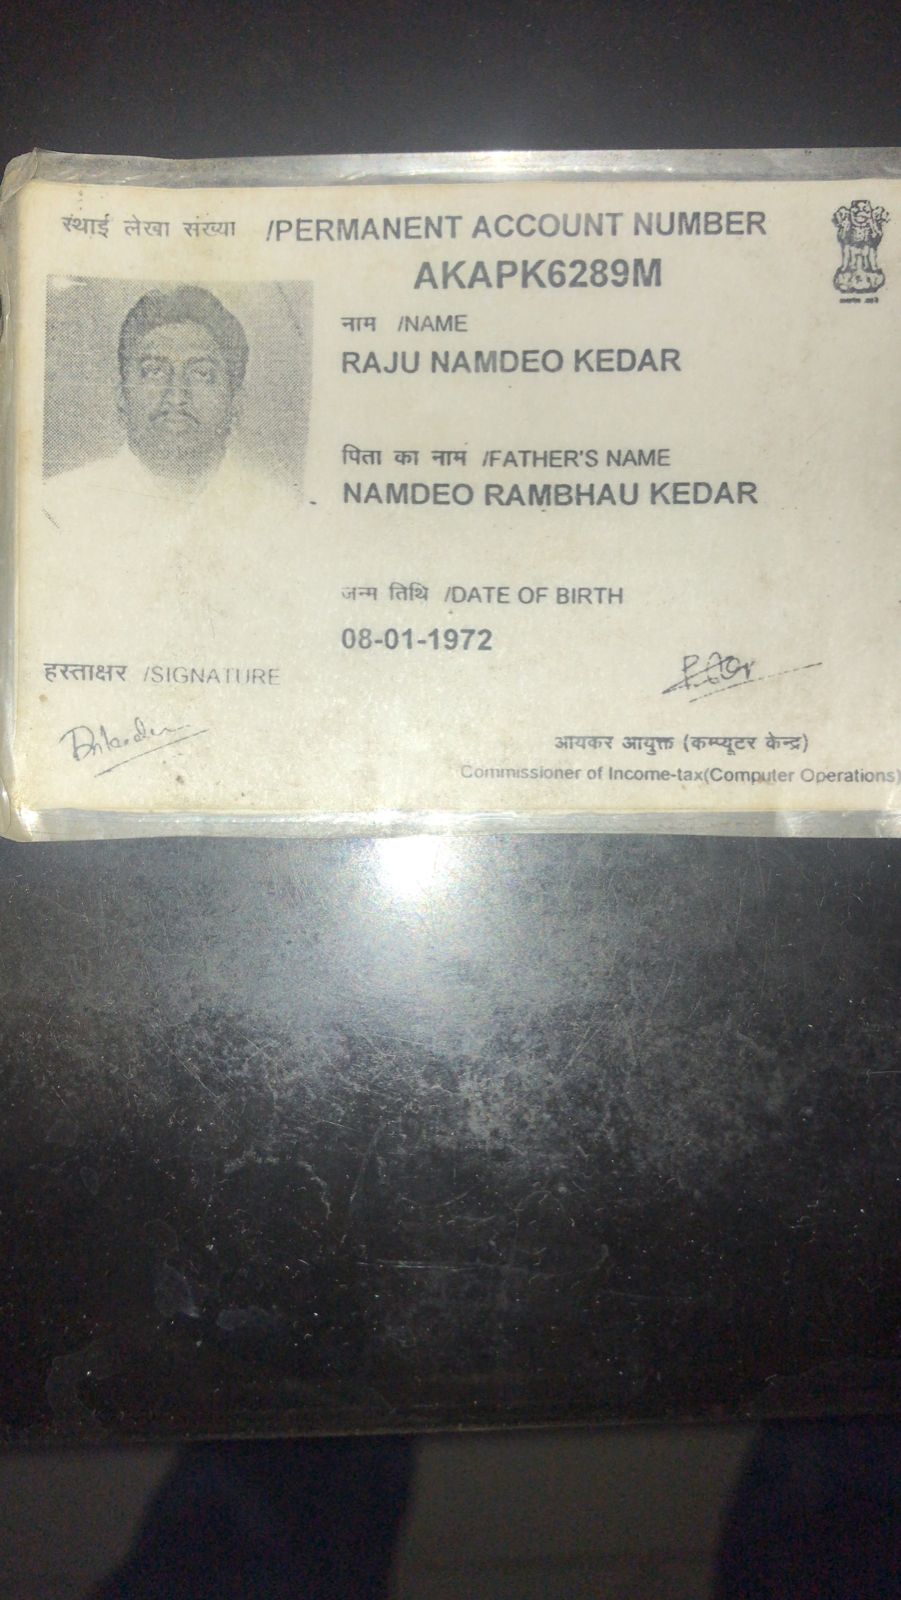 स्थाई लेखा संख्या /PERMANENT ACCOUNT NUMBER
AKAPK6289M
नाम /NAME
RAJU NAMDEO KEDAR
पिता का नाम /FATHER'S NAME
NAMDEO RAMBHAU KEDAR
जन्म तिथि /DATE OF BIRTH
08-01-1972
हस्ताक्षर /SIGNATURE
आयकर आयुक्त (कम्प्यूटर केन्द्र)
Commissioner of Income-tax(Computer Operations)